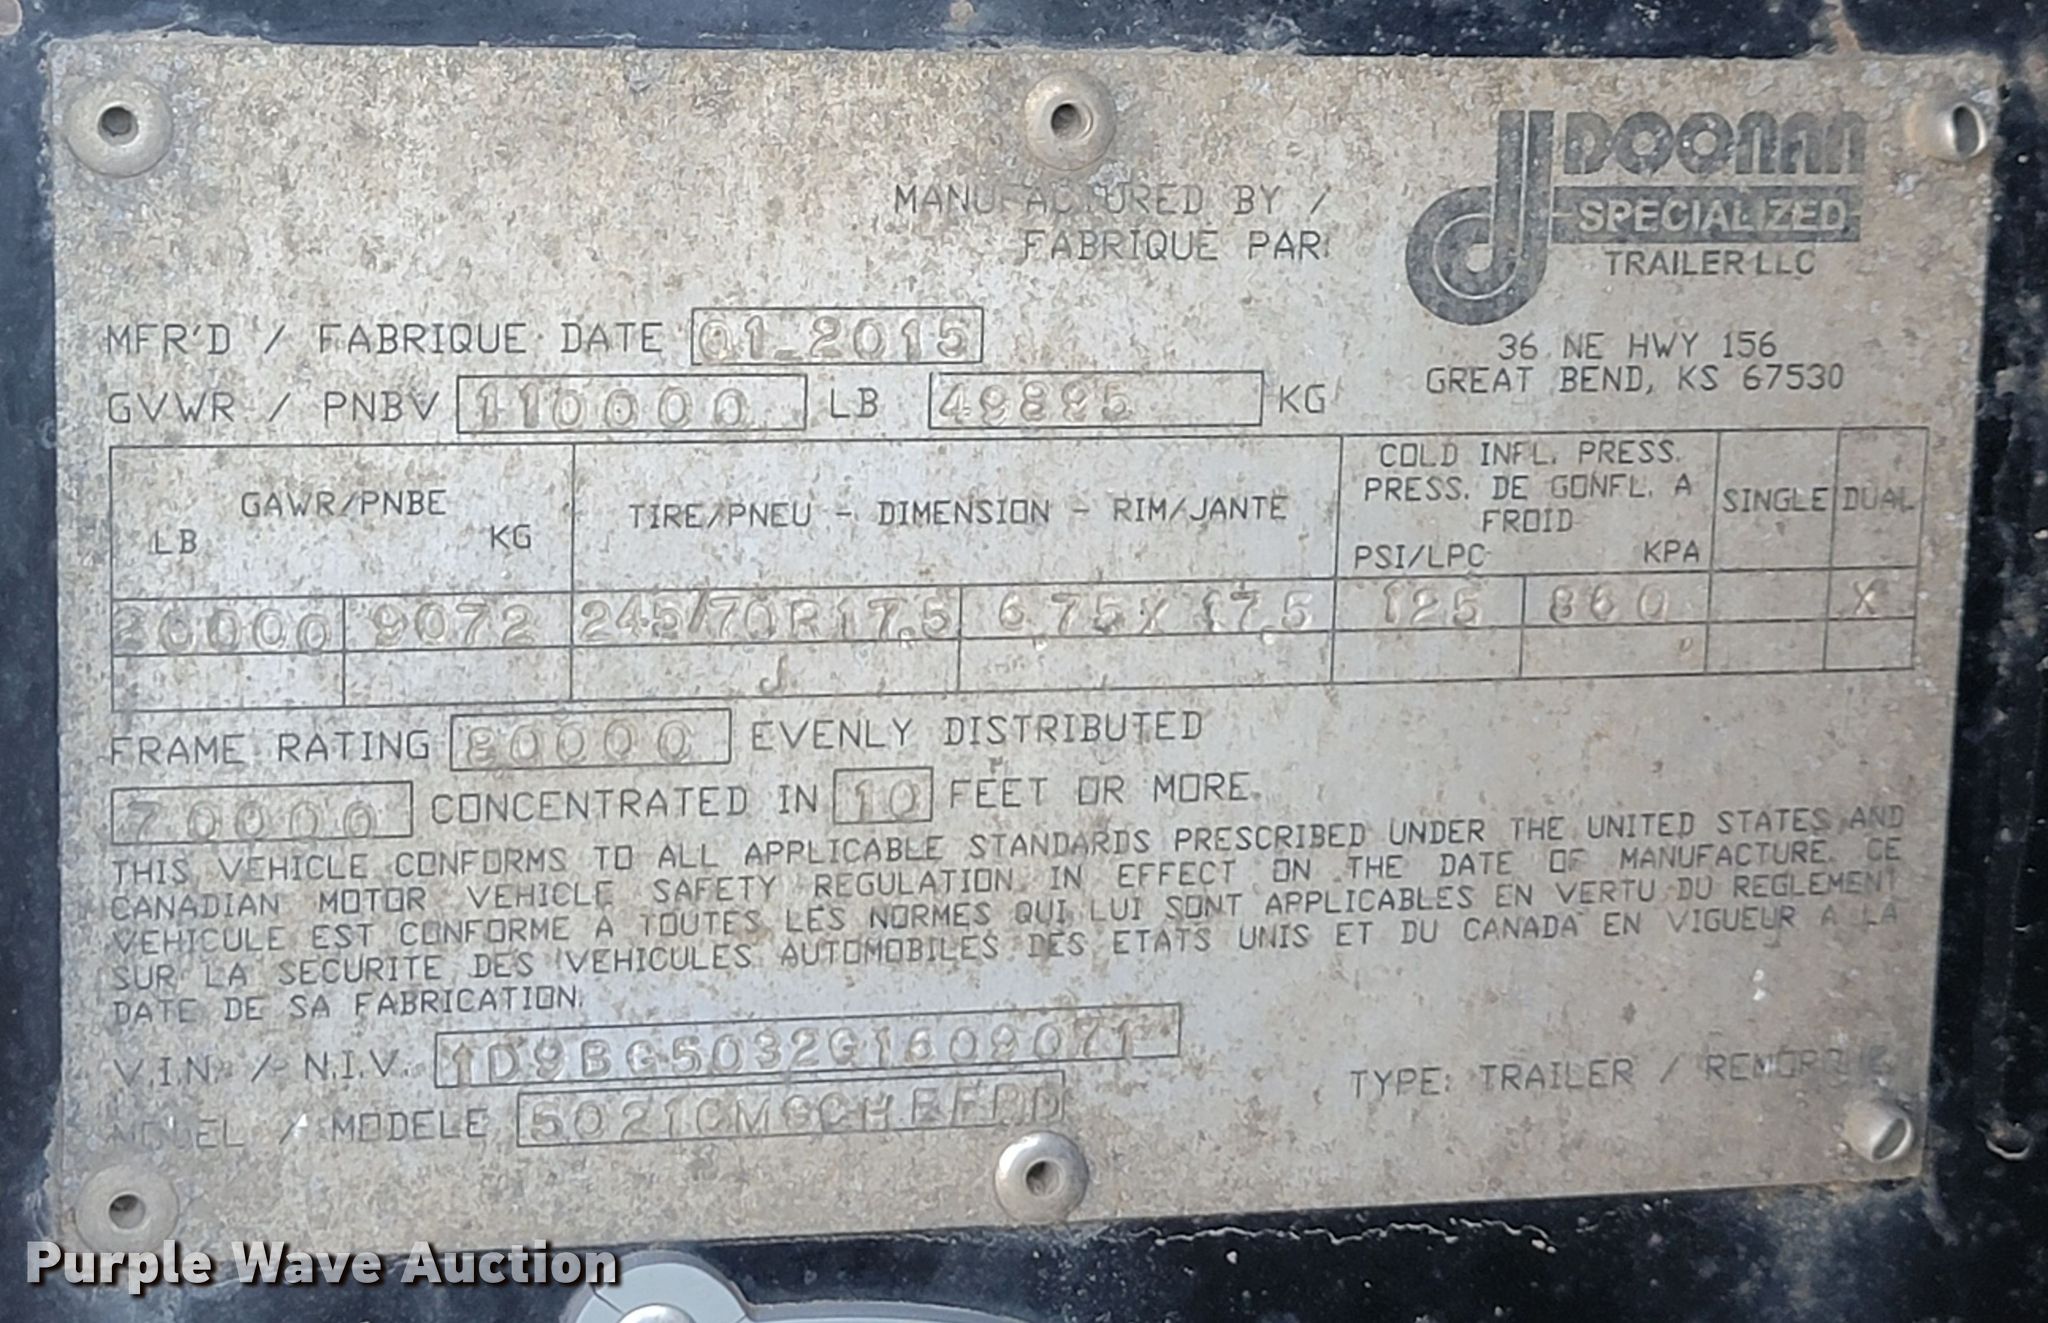 DOONAN
SPECIALIZED
TRAILER LLC
MANUFACTURED BY /
FABRIQUE PAR:
36 NE HWY 156
GREAT BEND, KS 67530
MFR'D / FABRIQUE DATE 01-2015
GVWR / PNBV 110000 LB 49895 KG
GAWR/PNBE
LB KG
TIRE/PNEU - DIMENSION - RIM/JANTE
COLD INFL. PRESS.
PRESS. DE GONFL. A
FROID
PSI/LPC KPA
SINGLE DUAL
20000 9072 245/70R17.5 6.75X17.5 125 860 X
J
FRAME RATING 80000 EVENLY DISTRIBUTED
70000 CONCENTRATED IN 10 FEET OR MORE.
THIS VEHICLE CONFORMS TO ALL APPLICABLE STANDARDS PRESCRIBED UNDER THE UNITED STATES AND
CANADIAN MOTOR VEHICLE SAFETY REGULATION IN EFFECT ON THE DATE OF MANUFACTURE. CE
VEHICULE EST CONFORME A TOUTES LES NORMES QUI LUI SONT APPLICABLES EN VERTU DU REGLEMENT
SUR LA SECURITE DES VEHICULES AUTOMOBILES DES ETATS UNIS ET DU CANADA EN VIGUEUR A LA
DATE DE SA FABRICATION.
V.I.N. / N.I.V. 1D9BG5032G1609071
MODEL / MODELE
TYPE: TRAILER / REMORQUE
Purple Wave Auction